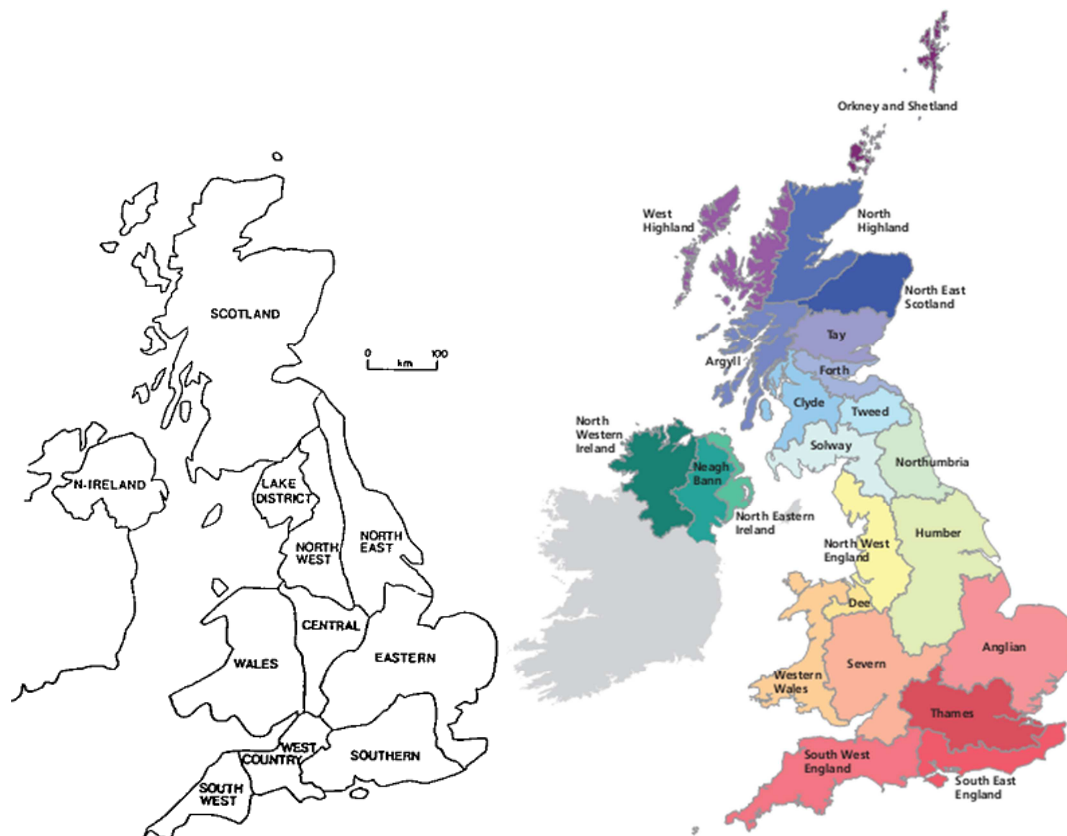 SCOTLAND
0
100
km
N-IRELAND
LAKE
DISTRICT
NORTH
WEST
NORTH
EAST
CENTRAL
WALES
EASTERN
WEST
COUNTRY
SOUTHERN
SOUTH
WEST
Orkney and Shetland
West
Highland
North
Highland
North East
Scotland
Tay
Argyll
Forth
Clyde
Tweed
North
Western
Ireland
Solway
Neagh
Bann
Northumbria
North Eastern
Ireland
North West
England
Humber
Dee
Anglian
Severn
Western
Wales
Thames
South West
England
South East
England